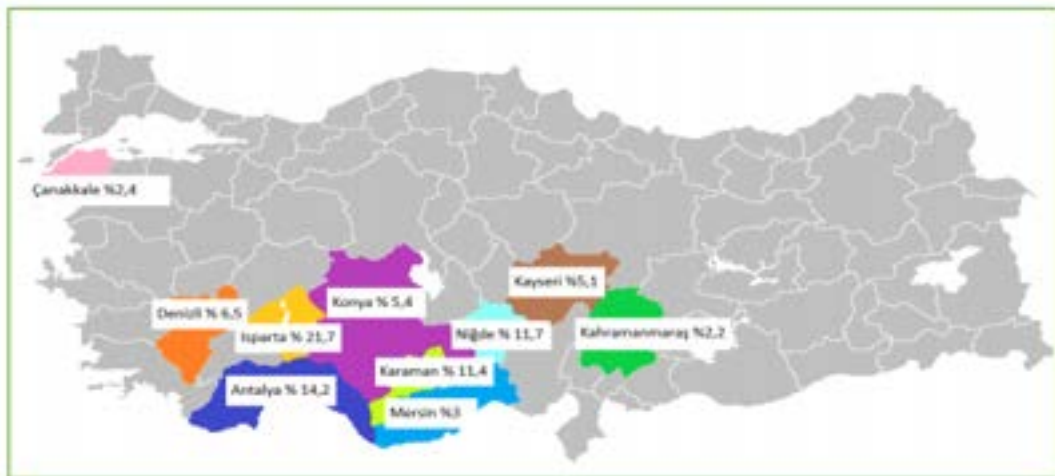 Çanakkale %2,4
Kayseri %5,1
Konya % 5,4
Denizli % 6,5
Isparta % 21,7
Niğde % 11,7
Kahramanmaraş %2,2
Karaman % 11,4
Antalya % 14,2
Mersin %3